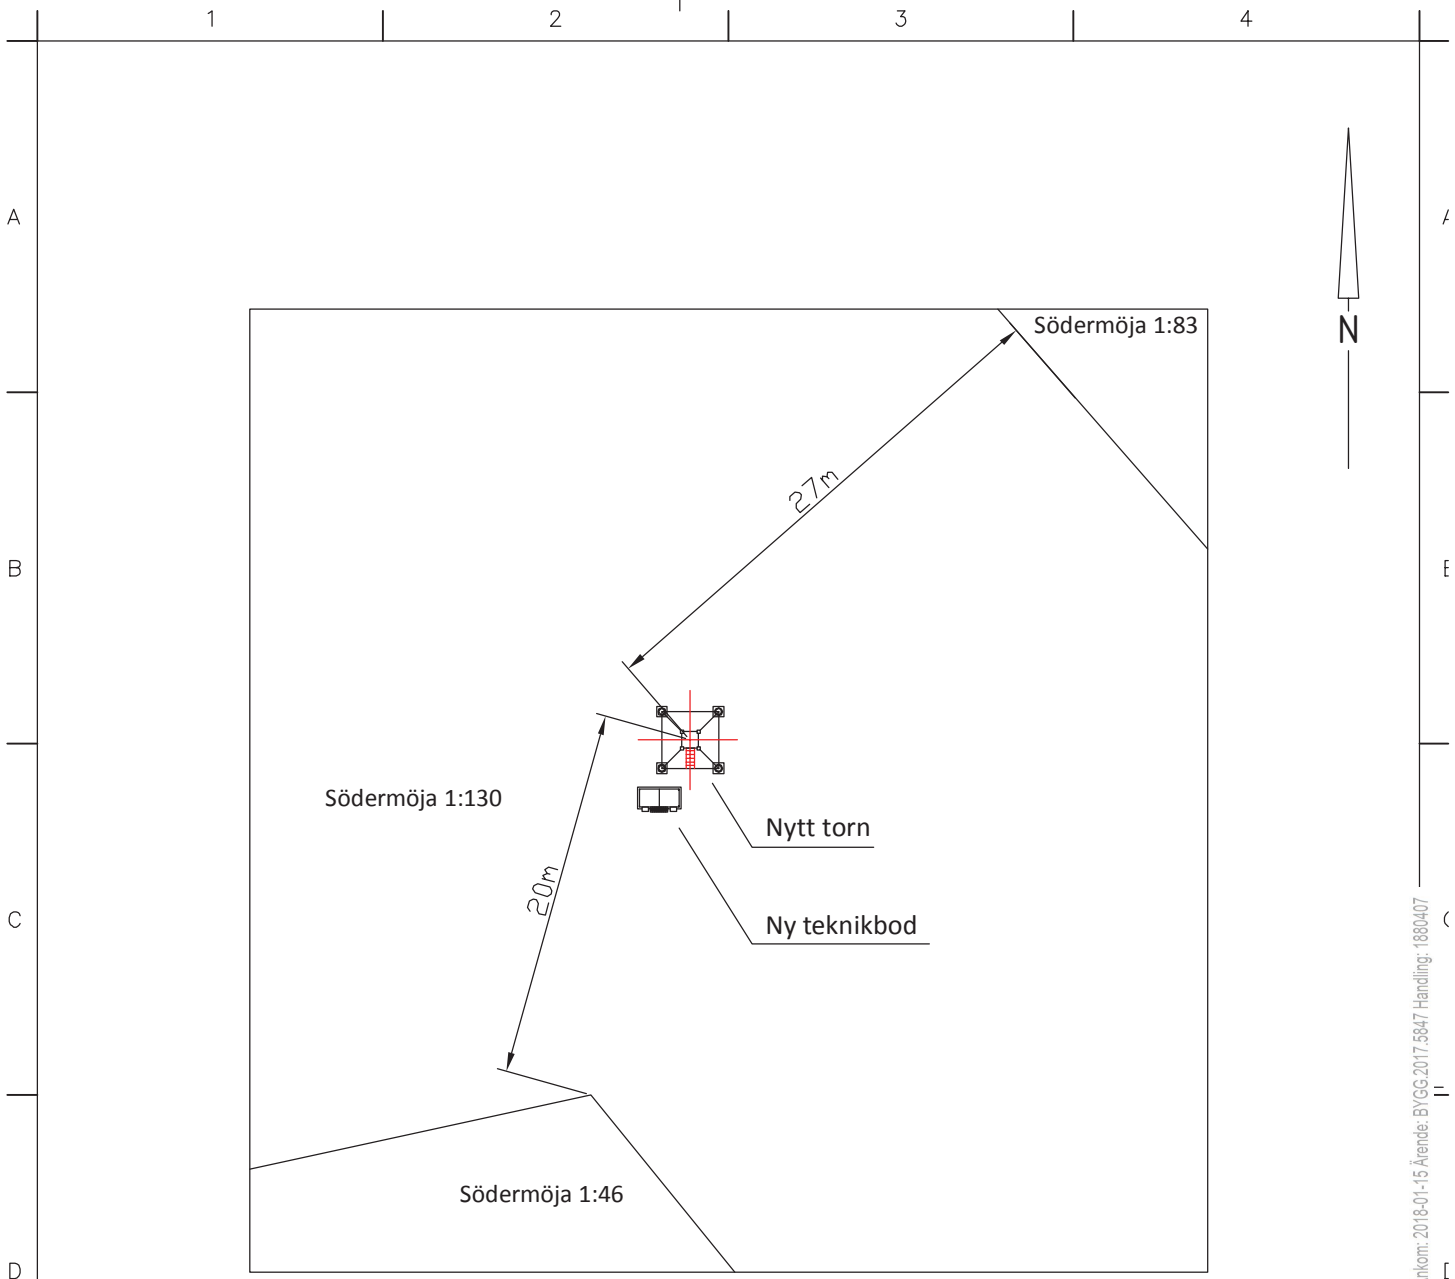 1 2 3 4
A
Södermöja 1:83
N
27m
B
Södermöja 1:130
Nytt torn
20m
C
Ny teknikbod
Södermöja 1:46
D
nkom: 2018-01-15 Ärende: BYGG.2017.5847 Handling: 1880407